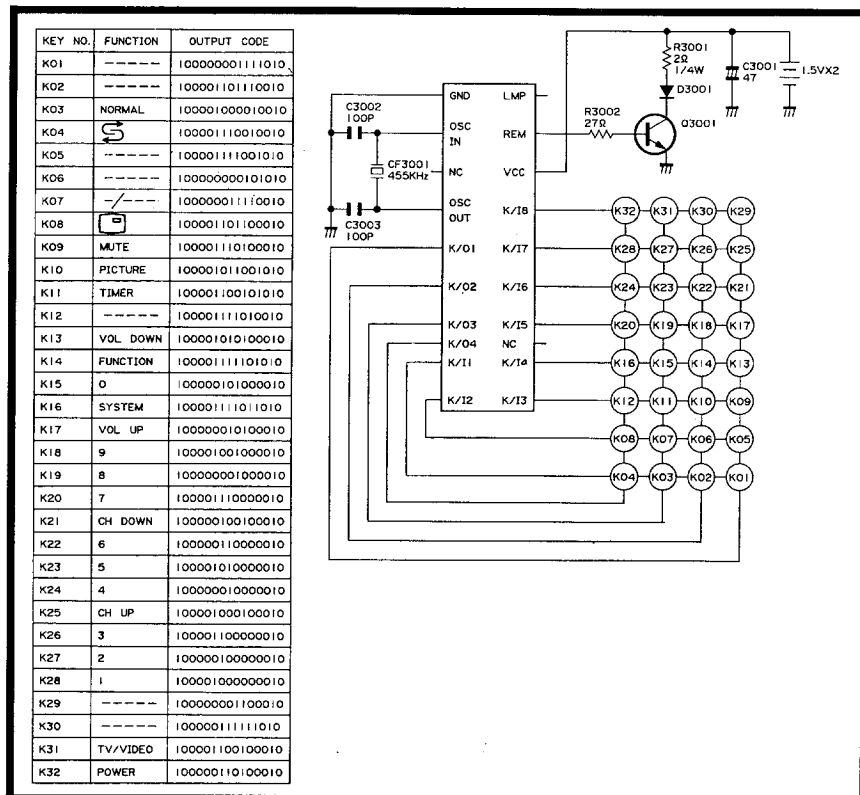 KEY NO. FUNCTION OUTPUT CODE
K01 ----- 100000001111010
K02 ----- 100001101110010
K03 NORMAL 100001000010010
K04 100001110010010
K05 ----- 100001111001010
K06 ----- 100000000101010
K07 -/--- 100000011110010
K08 100001101100010
K09 MUTE 100001110100010
K10 PICTURE 100001011001010
K11 TIMER 100001100101010
K12 ----- 100001111010010
K13 VOL DOWN 100001010100010
K14 FUNCTION 100001111101010
K15 0 100000101000010
K16 SYSTEM 100001111011010
K17 VOL UP 100000010100010
K18 9 100001001000010
K19 8 100000001000010
K20 7 100001110000010
K21 CH DOWN 100000100100010
K22 6 100000110000010
K23 5 100001010000010
K24 4 100000010000010
K25 CH UP 100001000100010
K26 3 100001100000010
K27 2 100000100000010
K28 1 100001000000010
K29 ----- 100000001100010
K30 ----- 100000111111010
K31 TV/VIDEO 100001100100010
K32 POWER 100000110100010
R3001
2Ω
1/4W
C3001
47
1.5VX2
D3001
Q3001
R3002
27Ω
C3002
100P
CF3001
455KHz
C3003
100P
GND LMP
OSC IN REM
NC VCC
OSC OUT K/I8
K/O1 K/I7
K/O2 K/I6
K/O3 K/I5
K/O4 NC
K/I1 K/I4
K/I2 K/I3
K32 K31 K30 K29
K28 K27 K26 K25
K24 K23 K22 K21
K20 K19 K18 K17
K16 K15 K14 K13
K12 K11 K10 K09
K08 K07 K06 K05
K04 K03 K02 K01